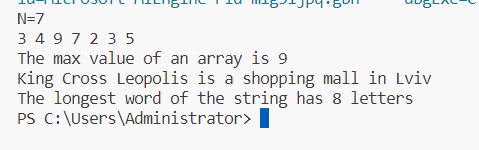 N=7
3 4 9 7 2 3 5
The max value of an array is 9
King Cross Leopolis is a shopping mall in Lviv
The longest word of the string has 8 letters
PS C:\Users\Administrator>